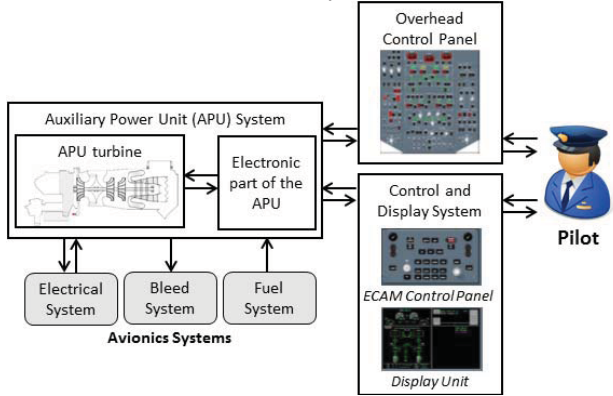 Overhead
Control Panel
Auxiliary Power Unit (APU) System
APU turbine
Electronic
part of the
APU
Control and
Display System
Pilot
ECAM Control Panel
Electrical
System
Bleed
System
Fuel
System
Avionics Systems
Display Unit